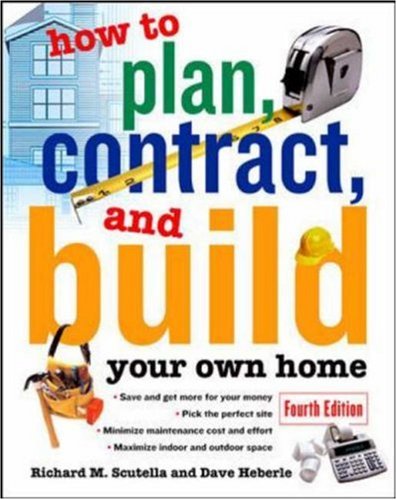 how to
plan,
contract,
and
build
your own home
• Save and get more for your money
• Pick the perfect site
• Minimize maintenance cost and effort
• Maximize indoor and outdoor space
Fourth Edition
Richard M. Scutella and Dave Heberle